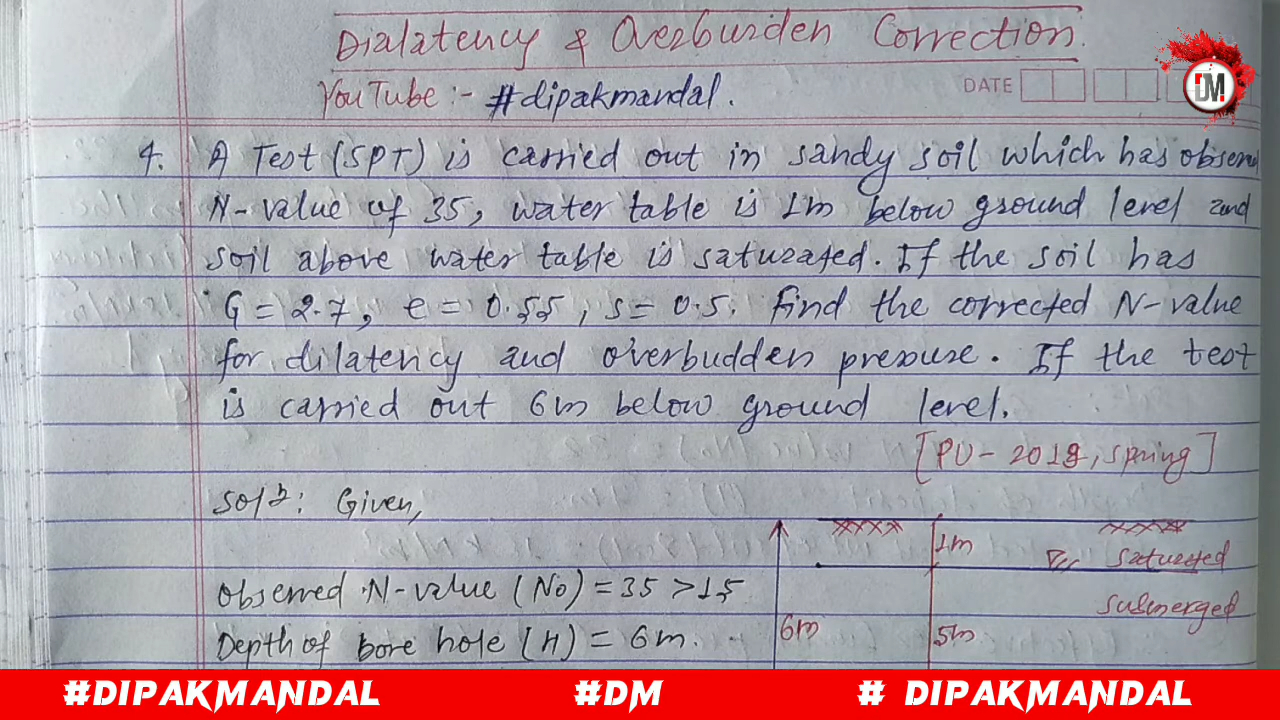 Dialatency & Overburden Correction.
YouTube :- #dipakmandal.
DATE
DM
4. A Test (SPT) is carried out in sandy soil which has observe
N-value of 35, water table is 1m below ground level and
soil above water table is saturated. If the soil has
G = 2.7, e = 0.55, s = 0.5. Find the corrected N-value
for dilatency and overbudden presure. If the test
is carried out 6m below ground level.
[PU- 2018, spring]
Solⁿ: Given,
1m
saturated
Observed N-value (No) = 35 > 15
submerged
Depth of bore hole (H) = 6m.
6m
5m
#DIPAKMANDAL #DM # DIPAKMANDAL